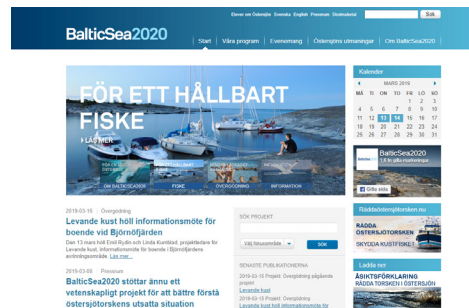 Elever om Östersjön Svenska English Pressrum Skolmaterial
Sök
BalticSea2020
Start Våra program Evenemang Östersjöns utmaningar Om BalticSea2020
FÖR ETT HÅLLBART
FISKE
LÄS MER
OM BALTICSEA2020
FISKE
ÖVERGÖDNING
INFORMATION
Kalender
MARS 2019
MÅ TI ON TO FR LÖ SÖ
1 2 3
4 5 6 7 8 9 10
11 12 13 14 15 16 17
18 19 20 21 22 23 24
25 26 27 28 29 30 31
BalticSea2020
Gilla sida
Räddaöstersjötorsken.nu
RÄDDA
ÖSTERSJÖTORSKEN
SKYDDA KUSTFISKET
Ladda ner
ÅSIKTSFÖRKLARING
RÄDDA TORSKEN I ÖSTERSJÖN
2019-03-15 Övergödning
Levande kust höll informationsmöte för
boende vid Björnöfjärden
Den 13 mars höll Emil Rydin och Linda Kumblad, projektledare för
Levande kust, informationsmöte för boende i Björnöfjärdens
avrinningsområde. Läs mer...
2019-03-08 Pressrum
BalticSea2020 stöttar ännu ett
vetenskapligt projekt för att bättre förstå
östersjötorskens utsatta situation
SÖK PROJEKT
Välj fokusområde
SÖK
SENASTE PUBLIKATIONERNA
2019-03-15 Projekt: Övergödning pågående
projekt
Levande kust
2019-03-15 Projekt: Övergödning
Levande kust höll informationsmöte för